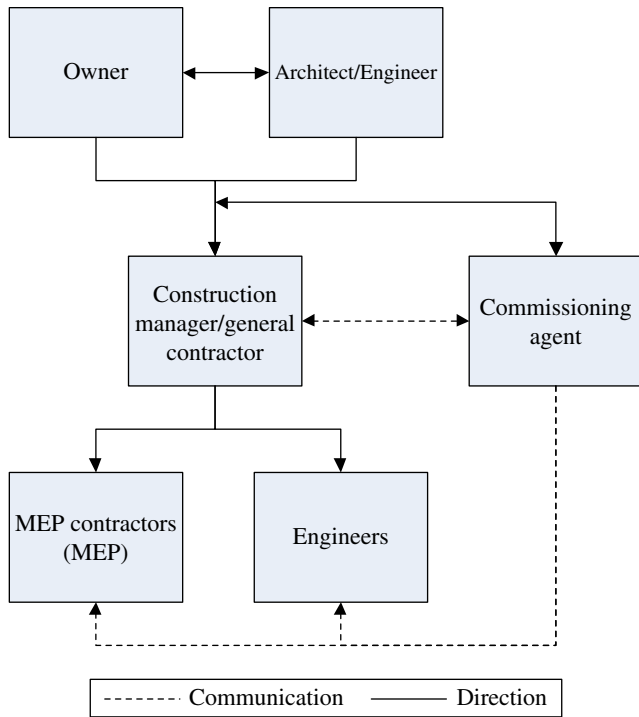 Owner
Architect/Engineer
Construction
manager/general
contractor
Commissioning
agent
MEP contractors
(MEP)
Engineers
Communication
Direction